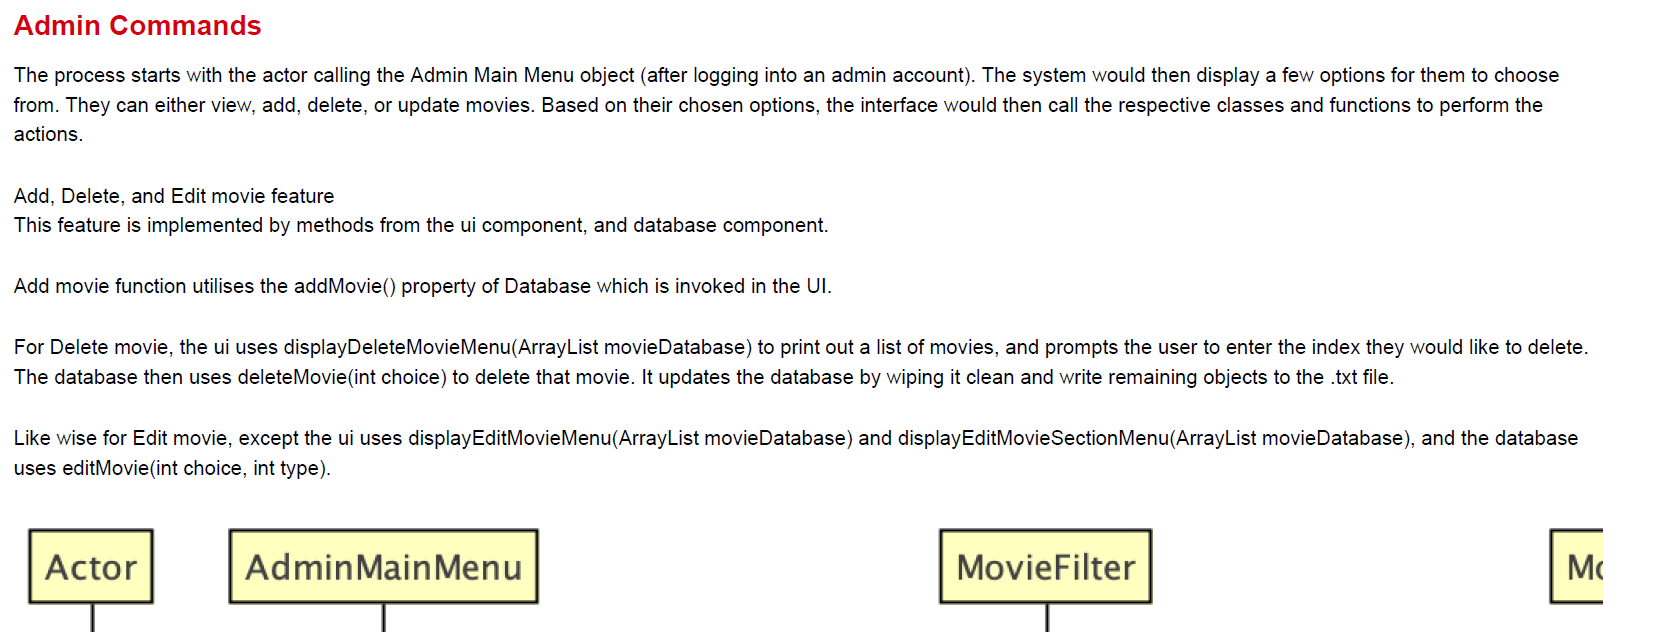 Admin Commands
The process starts with the actor calling the Admin Main Menu object (after logging into an admin account). The system would then display a few options for them to choose
from. They can either view, add, delete, or update movies. Based on their chosen options, the interface would then call the respective classes and functions to perform the
actions.
Add, Delete, and Edit movie feature
This feature is implemented by methods from the ui component, and database component.
Add movie function utilises the addMovie() property of Database which is invoked in the UI.
For Delete movie, the ui uses displayDeleteMovieMenu(ArrayList movieDatabase) to print out a list of movies, and prompts the user to enter the index they would like to delete.
The database then uses deleteMovie(int choice) to delete that movie. It updates the database by wiping it clean and write remaining objects to the .txt file.
Like wise for Edit movie, except the ui uses displayEditMovieMenu(ArrayList movieDatabase) and displayEditMovieSectionMenu(ArrayList movieDatabase), and the database
uses editMovie(int choice, int type).
Actor AdminMainMenu MovieFilter